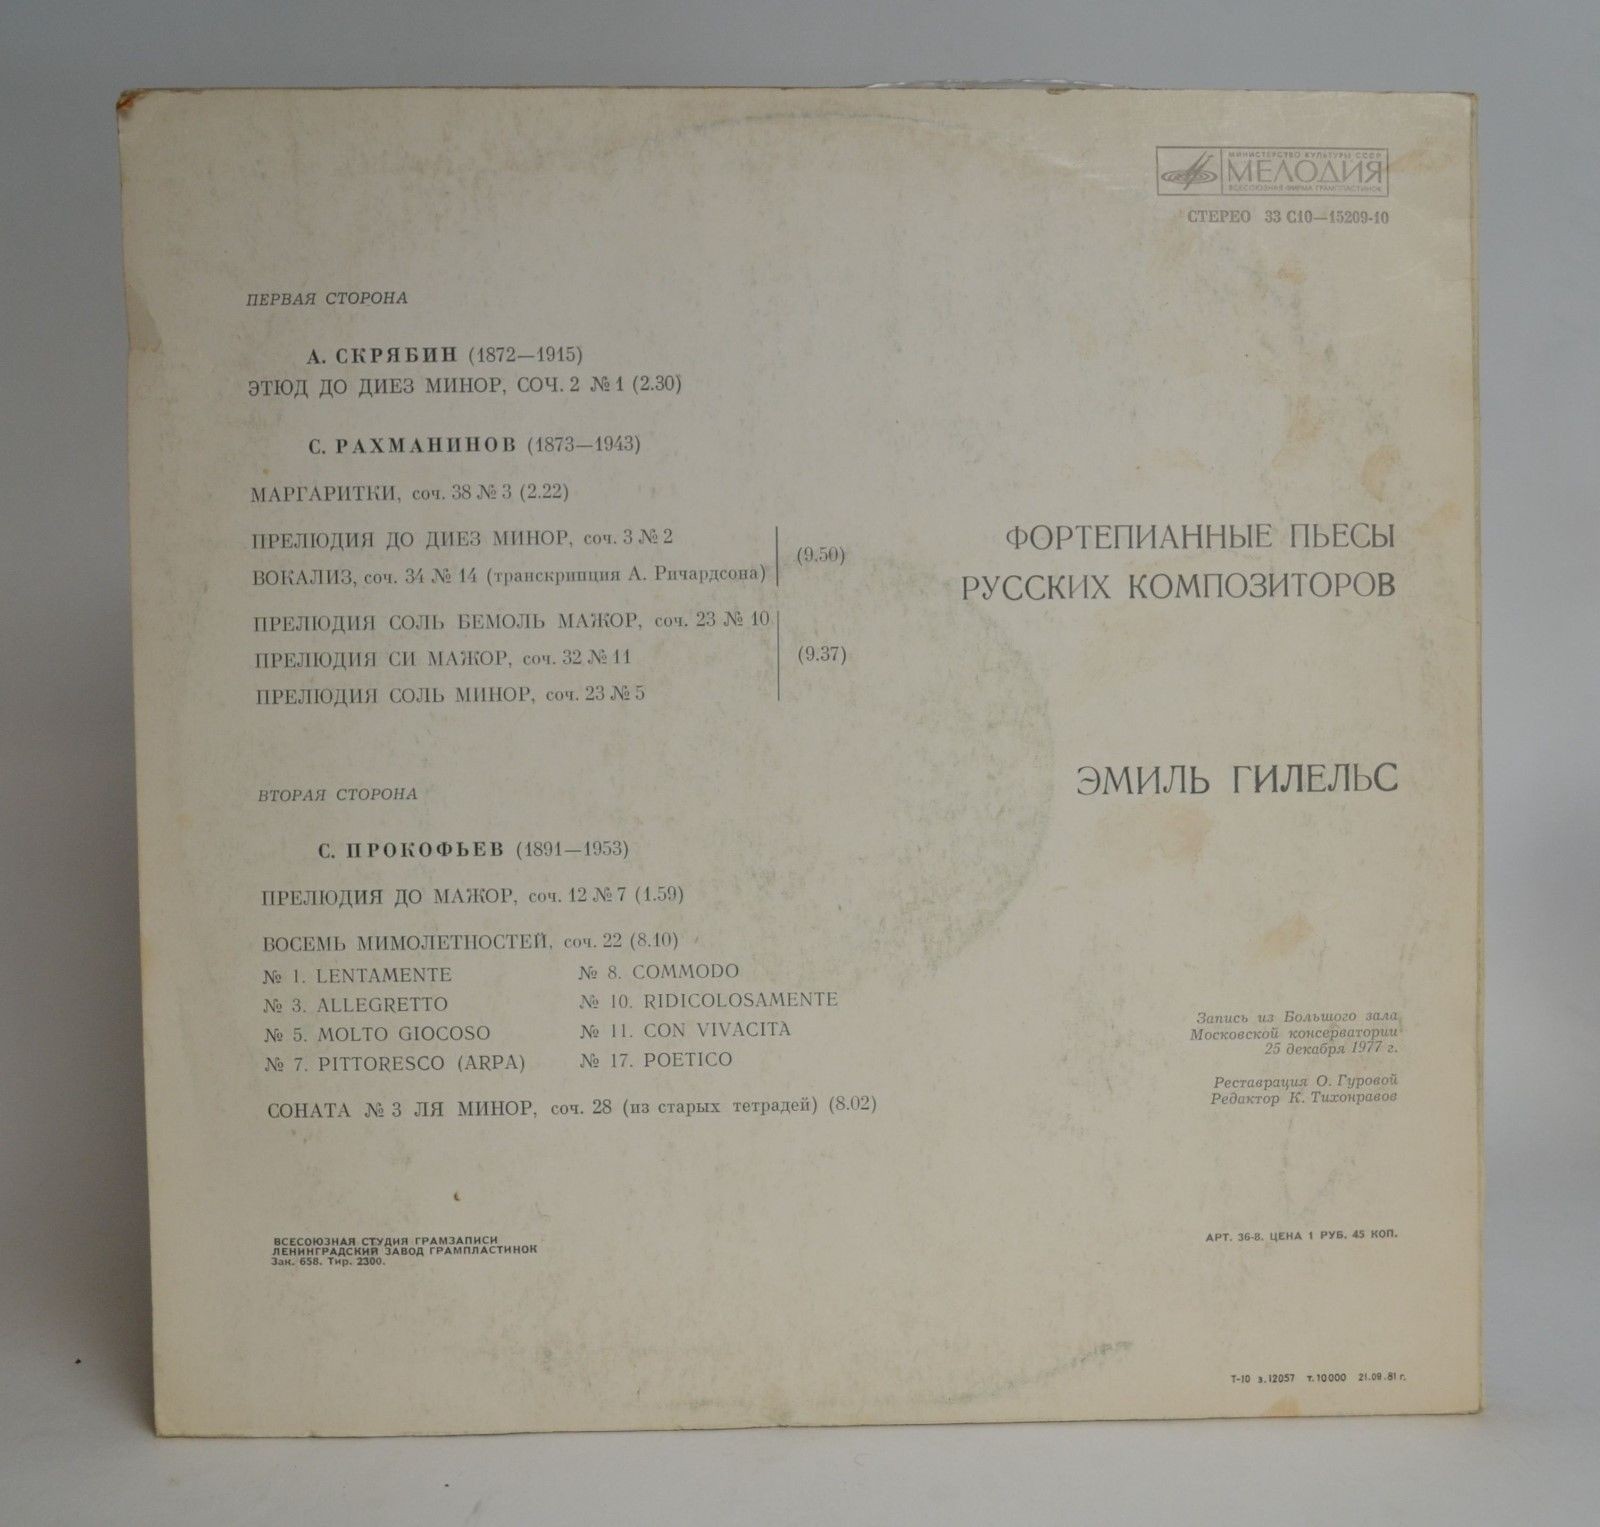 МИНИСТЕРСТВО КУЛЬТУРЫ СССР
МЕЛОДИЯ
ВСЕСОЮЗНАЯ ФИРМА ГРАМПЛАСТИНОК
СТЕРЕО 33 С10—15209-10
ПЕРВАЯ СТОРОНА
А. СКРЯБИН (1872—1915)
ЭТЮД ДО ДИЕЗ МИНОР, СОЧ. 2 № 1 (2.30)
С. РАХМАНИНОВ (1873—1943)
МАРГАРИТКИ, соч. 38 № 3 (2.22)
ПРЕЛЮДИЯ ДО ДИЕЗ МИНОР, соч. 3 № 2
ВОКАЛИЗ, соч. 34 № 14 (транскрипция А. Ричардсона)
(9.50)
ПРЕЛЮДИЯ СОЛЬ БЕМОЛЬ МАЖОР, соч. 23 № 10
ПРЕЛЮДИЯ СИ МАЖОР, соч. 32 № 11
ПРЕЛЮДИЯ СОЛЬ МИНОР, соч. 23 № 5
(9.37)
ВТОРАЯ СТОРОНА
С. ПРОКОФЬЕВ (1891—1953)
ПРЕЛЮДИЯ ДО МАЖОР, соч. 12 № 7 (1.59)
ВОСЕМЬ МИМОЛЕТНОСТЕЙ, соч. 22 (8.10)
№ 1. LENTAMENTE
№ 3. ALLEGRETTO
№ 5. MOLTO GIOCOSO
№ 7. PITTORESCO (ARPA)
№ 8. COMMODO
№ 10. RIDICOLOSAMENTE
№ 11. CON VIVACITA
№ 17. POETICO
СОНАТА № 3 ЛЯ МИНОР, соч. 28 (из старых тетрадей) (8.02)
ФОРТЕПИАННЫЕ ПЬЕСЫ
РУССКИХ КОМПОЗИТОРОВ
ЭМИЛЬ ГИЛЕЛЬС
Запись из Большого зала
Московской консерватории
25 декабря 1977 г.
Реставрация О. Гуровой
Редактор К. Тихонравов
ВСЕСОЮЗНАЯ СТУДИЯ ГРАМЗАПИСИ
ЛЕНИНГРАДСКИЙ ЗАВОД ГРАМПЛАСТИНОК
Зак. 658. Тир. 2300.
АРТ. 36-8. ЦЕНА 1 РУБ. 45 КОП.
Т-10 з.12057 т.10000 21.09.81 г.